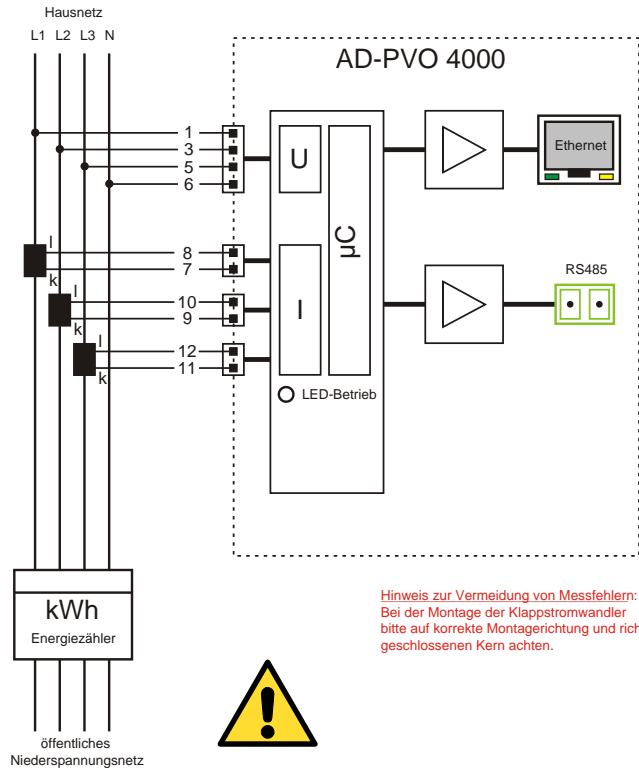 Hausnetz
L1 L2 L3 N
AD-PVO 4000
1
3
5
6
U
µC
Ethernet
l
8
7
k
I
RS485
l
10
9
k
l
12
11
k
LED-Betrieb
kWh
Energiezähler
Hinweis zur Vermeidung von Messfehlern:
Bei der Montage der Klappstromwandler
bitte auf korrekte Montagerichtung und rich
geschlossenen Kern achten.
öffentliches
Niederspannungsnetz